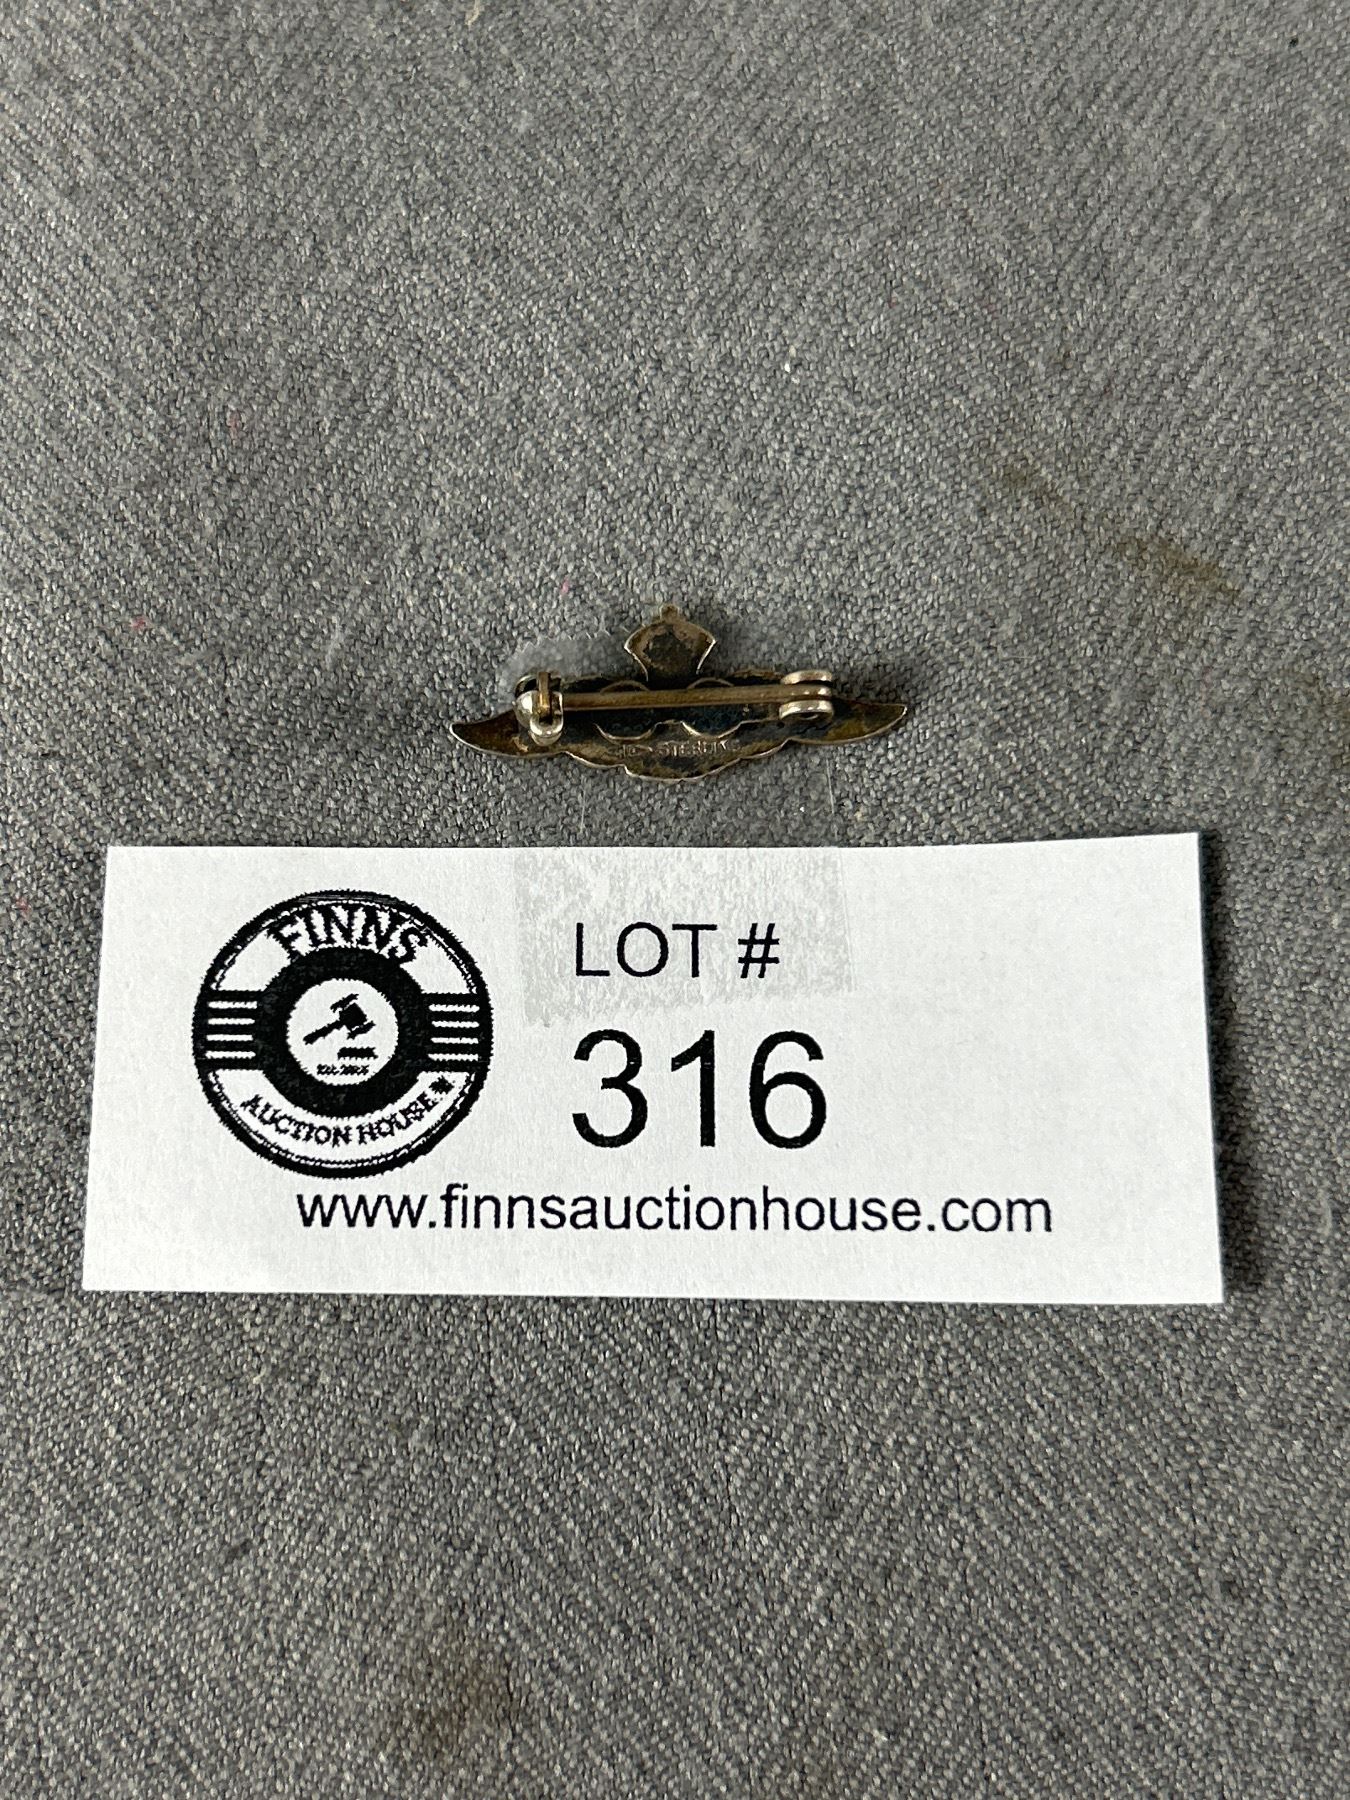 STERLING
FINNS
AUCTION HOUSE
LOT #
316
www.finnsauctionhouse.com